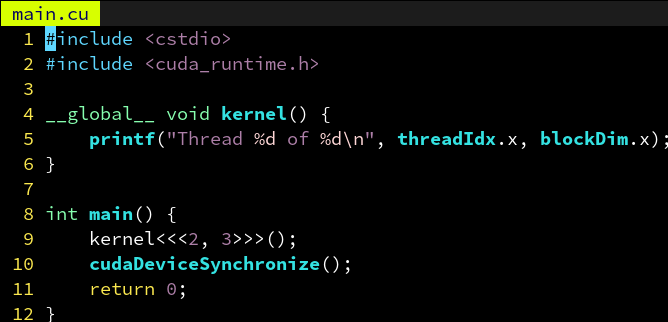 main.cu
1 #include <cstdio>
2 #include <cuda_runtime.h>
3
4 __global__ void kernel() {
5     printf("Thread %d of %d\n", threadIdx.x, blockDim.x);
6 }
7
8 int main() {
9     kernel<<<2, 3>>>();
10     cudaDeviceSynchronize();
11     return 0;
12 }